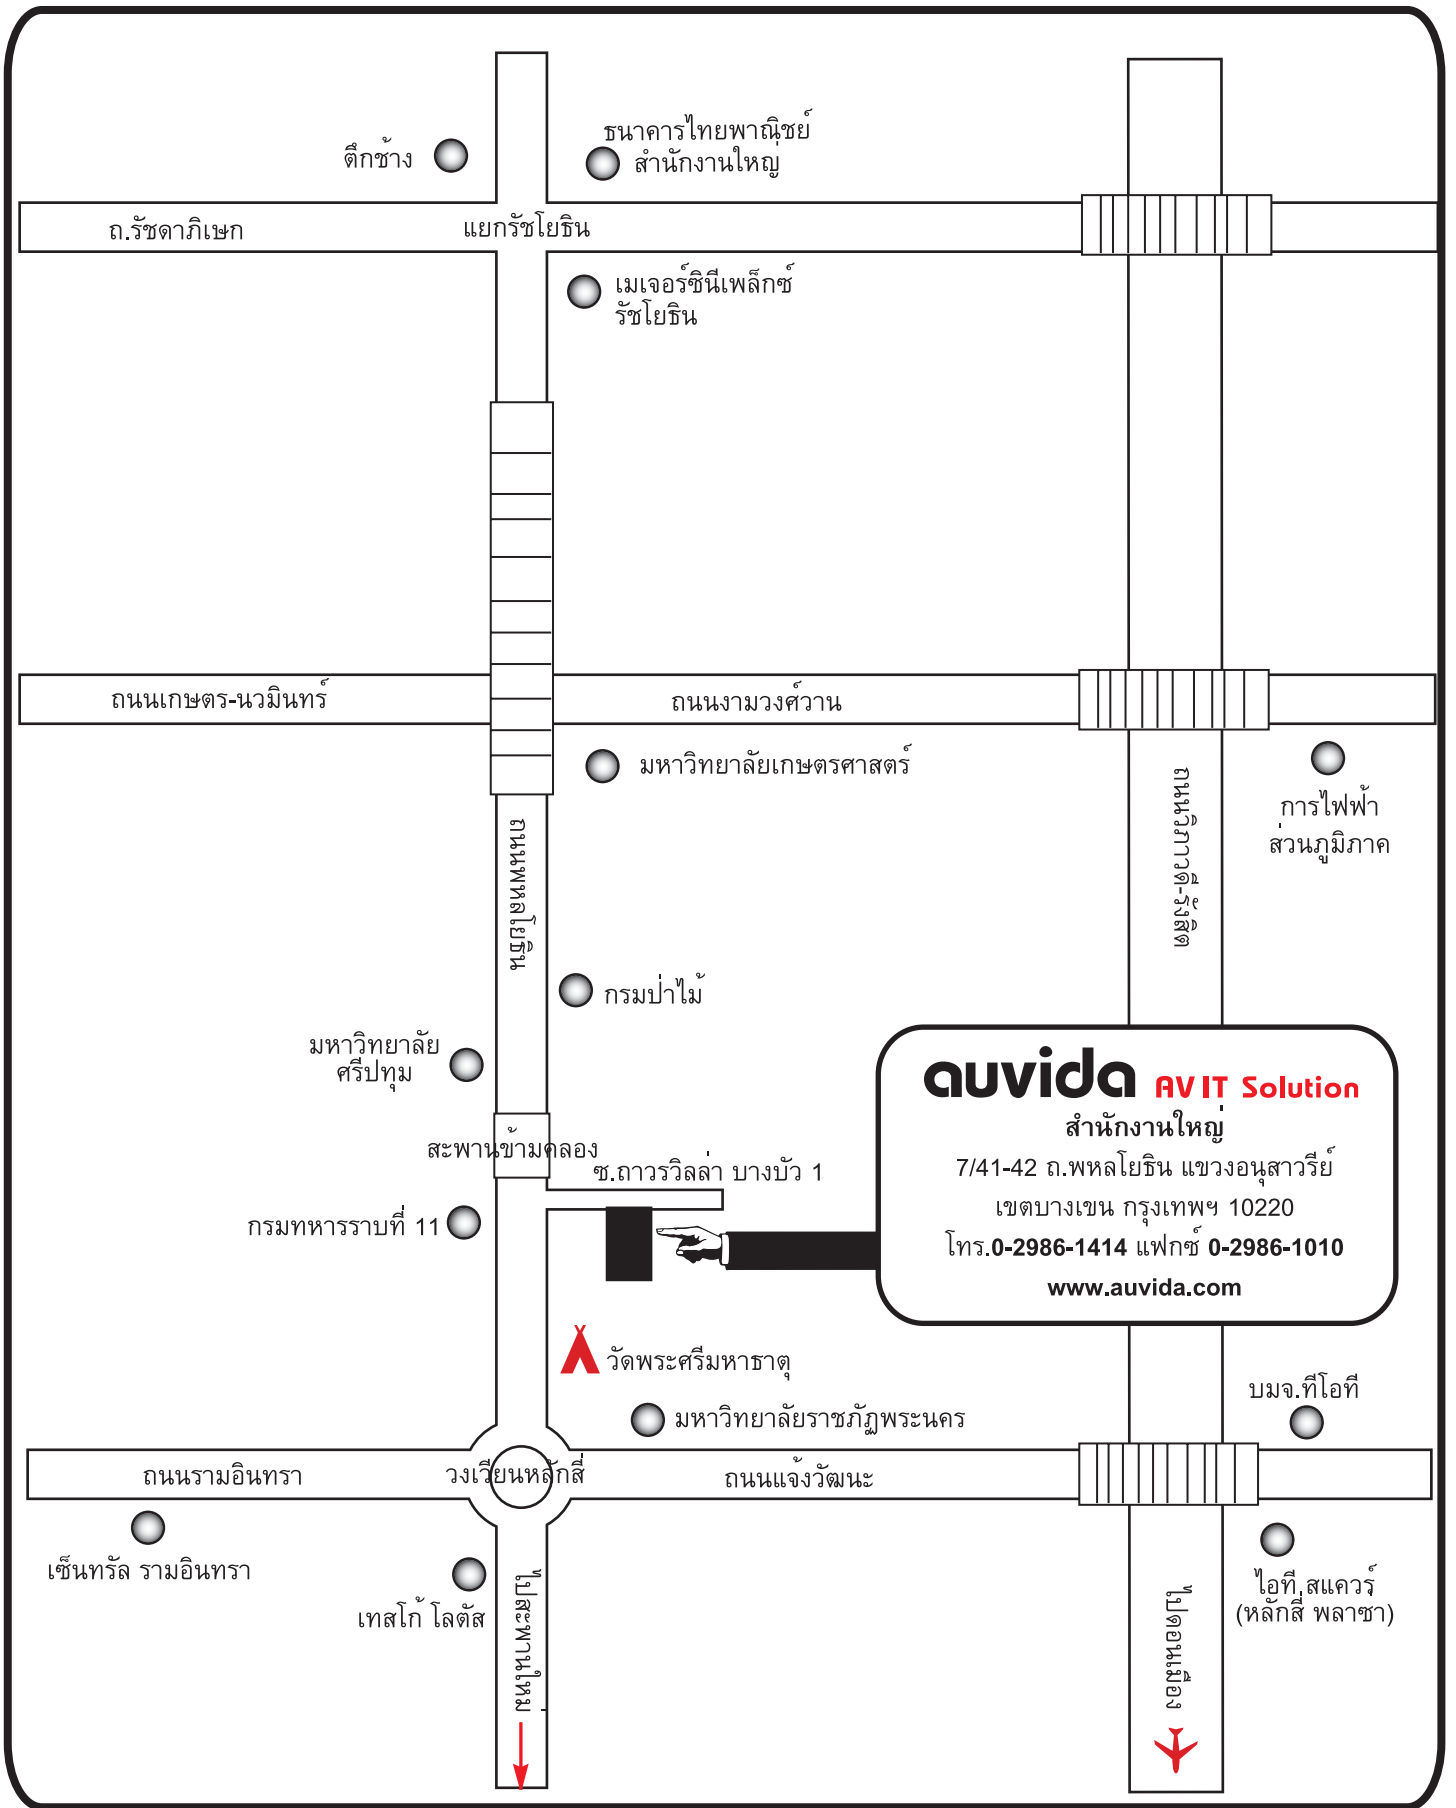 ธนาคารไทยพาณิชย์
สำนักงานใหญ่
ตึกช้าง
ถ.รัชดาภิเษก
แยกรัชโยธิน
เมเจอร์ซินีเพล็กซ์
รัชโยธิน
ถนนเกษตร-นวมินทร์
ถนนงามวงศ์วาน
มหาวิทยาลัยเกษตรศาสตร์
ถนนวิภาวดี-รังสิต
การไฟฟ้า
ส่วนภูมิภาค
ถนนพหลโยธิน
กรมป่าไม้
มหาวิทยาลัย
ศรีปทุม
auvida AV IT Solution
สำนักงานใหญ่
7/41-42 ถ.พหลโยธิน แขวงอนุสาวรีย์
เขตบางเขน กรุงเทพฯ 10220
โทร.0-2986-1414 แฟกซ์ 0-2986-1010
www.auvida.com
สะพานข้ามคลอง
ซ.ถาวรวิลล่า บางบัว 1
กรมทหารราบที่ 11
วัดพระศรีมหาธาตุ
บมจ.ทีโอที
มหาวิทยาลัยราชภัฏพระนคร
ถนนรามอินทรา
วงเวียนหลักสี่
ถนนแจ้งวัฒนะ
เซ็นทรัล รามอินทรา
เทสโก้ โลตัส
ไปสะพานใหม่
ไอที สแควร์
(หลักสี่ พลาซ่า)
ไปดอนเมือง